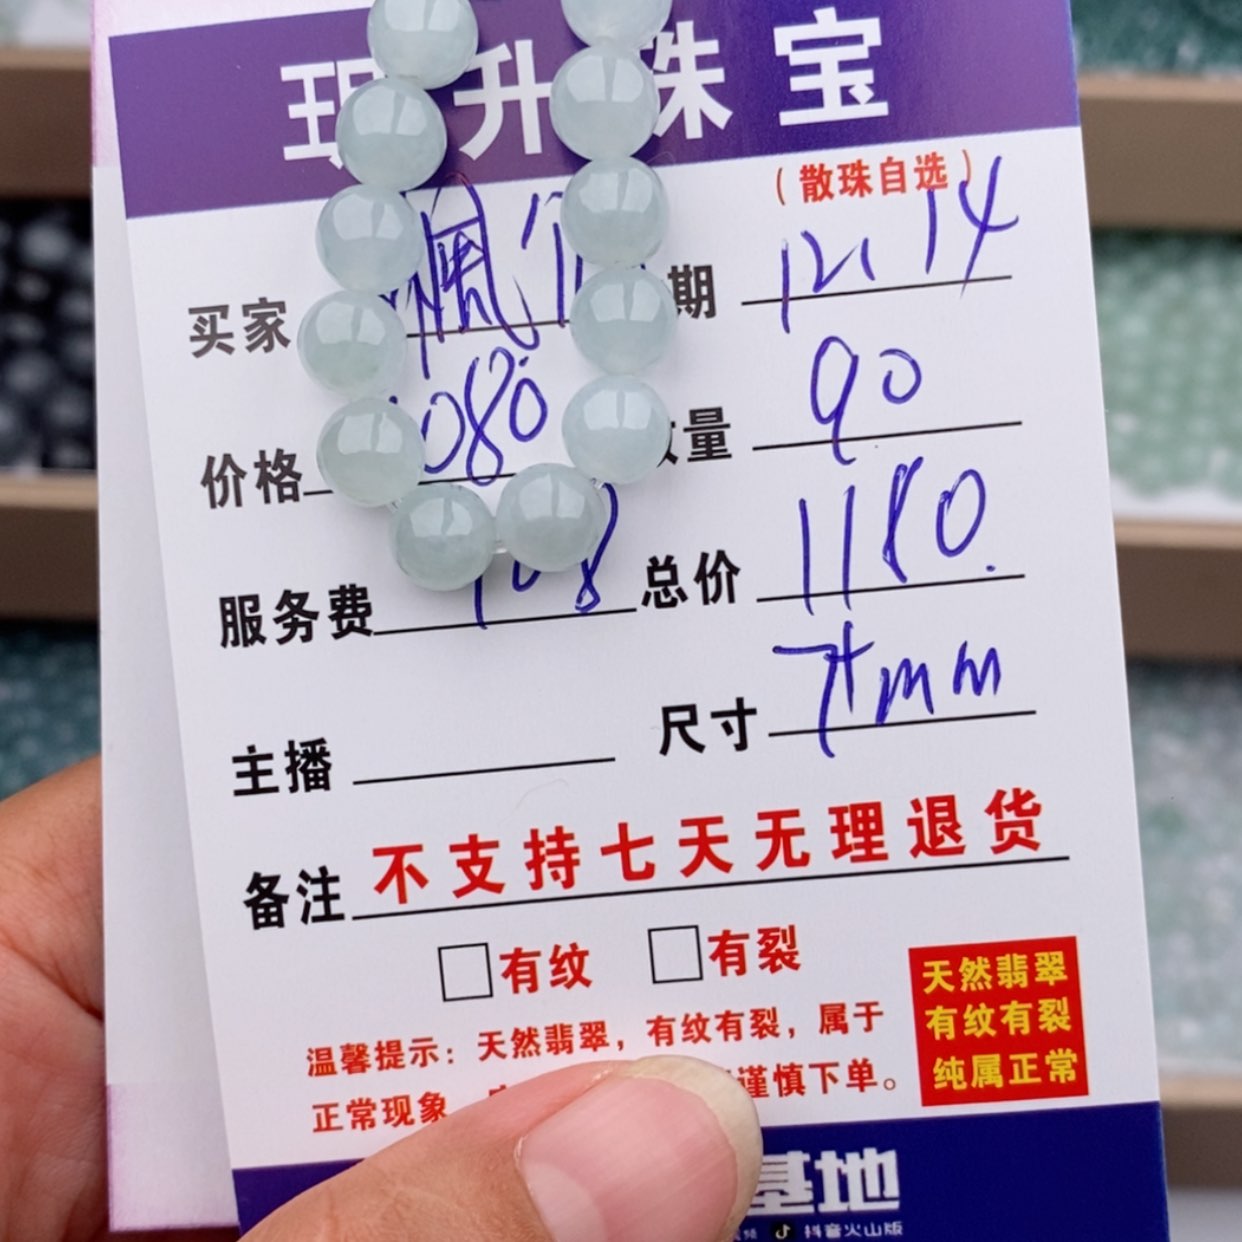 升珠宝
(散珠自选)
买家 期 12.14
价格 080 量 90
服务费 108 总价 1180.
主播 尺寸 7+mm
备注 不支持七天无理退货
有纹 有裂
天然翡翠
有纹有裂
纯属正常
温馨提示：天然翡翠，有纹有裂，属于
正常现象 谨慎下单。
基地
抖音火山版